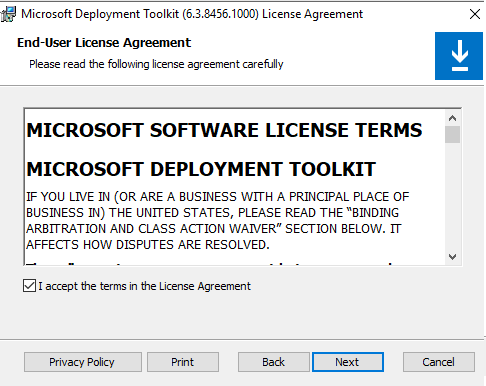 Microsoft Deployment Toolkit (6.3.8456.1000) License Agreement
End-User License Agreement
Please read the following license agreement carefully
MICROSOFT SOFTWARE LICENSE TERMS
MICROSOFT DEPLOYMENT TOOLKIT
IF YOU LIVE IN (OR ARE A BUSINESS WITH A PRINCIPAL PLACE OF
BUSINESS IN) THE UNITED STATES, PLEASE READ THE “BINDING
ARBITRATION AND CLASS ACTION WAIVER” SECTION BELOW. IT
AFFECTS HOW DISPUTES ARE RESOLVED.
I accept the terms in the License Agreement
Privacy Policy Print Back Next Cancel